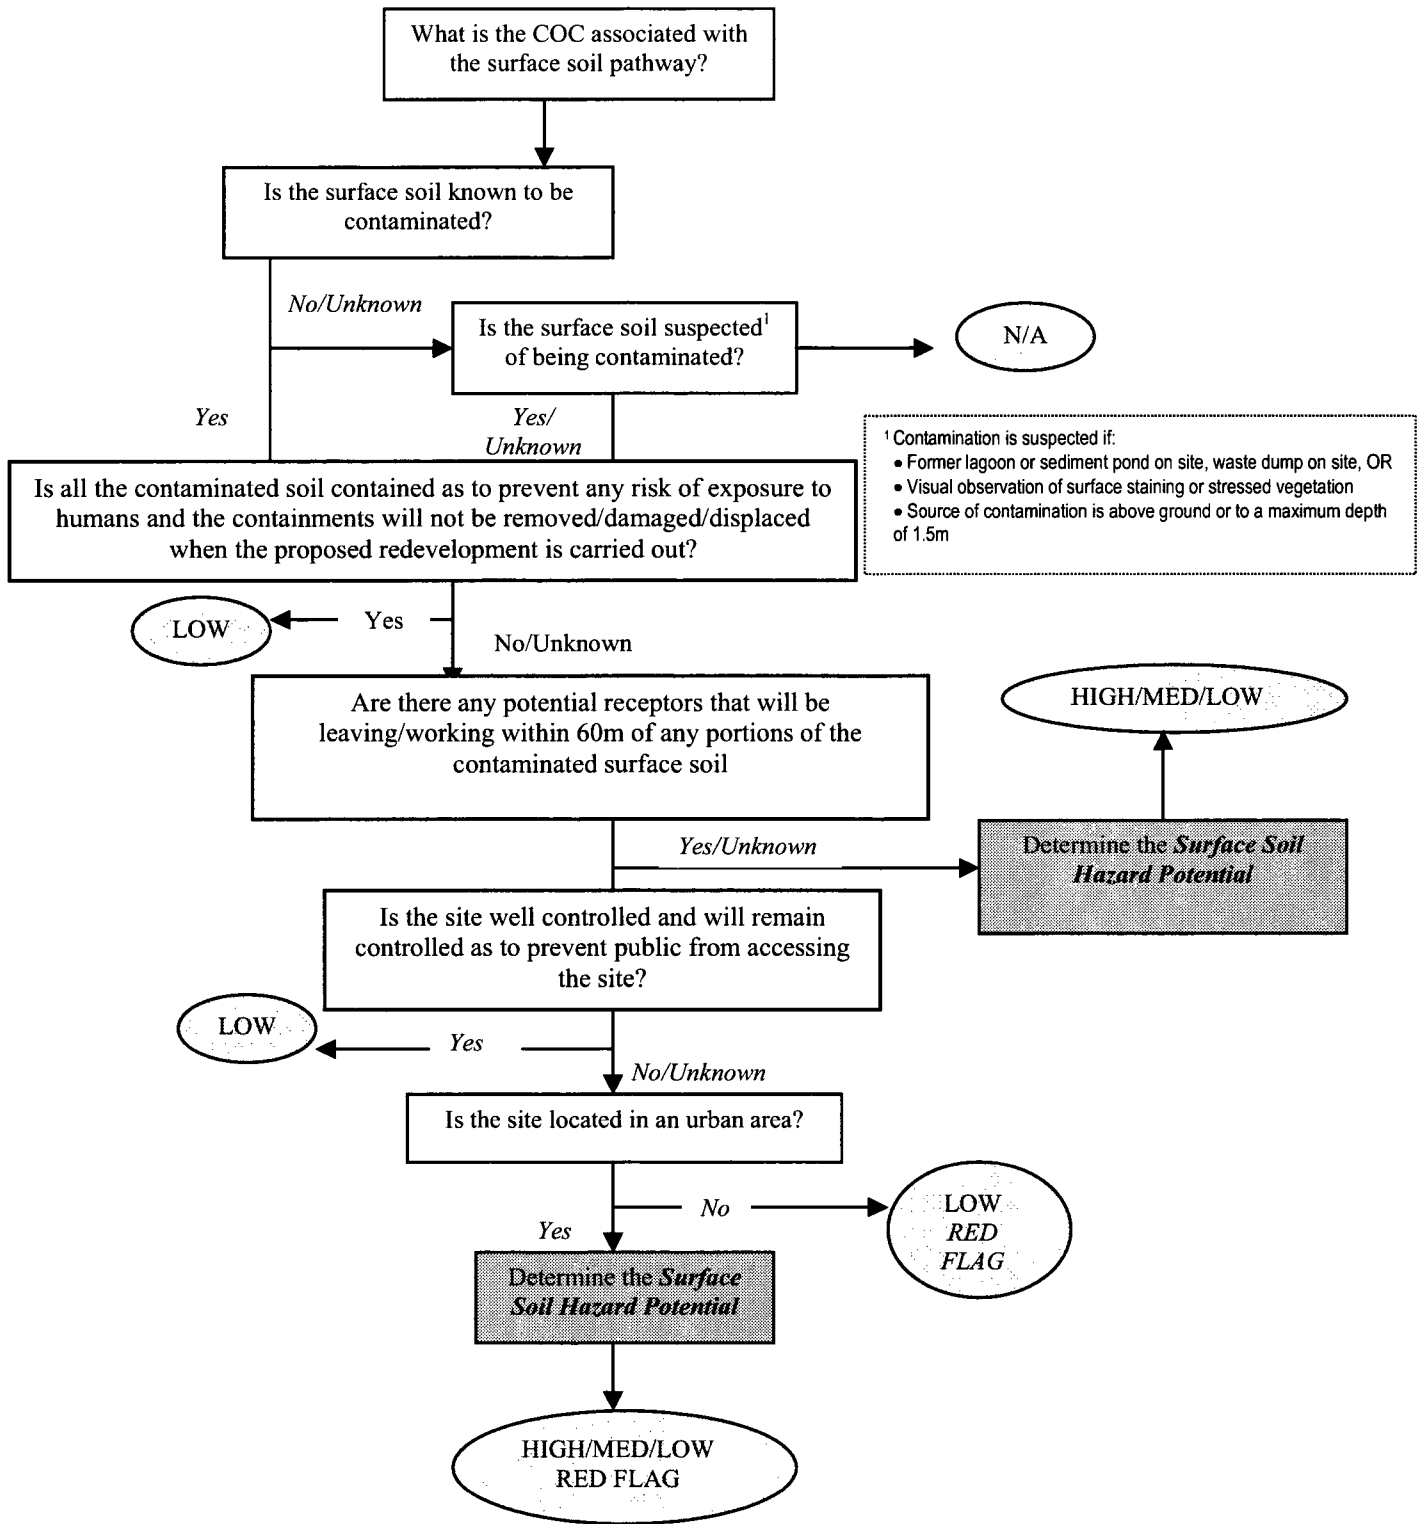 What is the COC associated with
the surface soil pathway?
Is the surface soil known to be
contaminated?
No/Unknown
Is the surface soil suspected¹
of being contaminated?
N/A
Yes
Yes/
Unknown
¹ Contamination is suspected if:
• Former lagoon or sediment pond on site, waste dump on site, OR
• Visual observation of surface staining or stressed vegetation
• Source of contamination is above ground or to a maximum depth
of 1.5m
Is all the contaminated soil contained as to prevent any risk of exposure to
humans and the containments will not be removed/damaged/displaced
when the proposed redevelopment is carried out?
LOW
Yes
No/Unknown
Are there any potential receptors that will be
leaving/working within 60m of any portions of the
contaminated surface soil
HIGH/MED/LOW
Yes/Unknown
Determine the Surface Soil
Hazard Potential
Is the site well controlled and will remain
controlled as to prevent public from accessing
the site?
LOW
Yes
No/Unknown
Is the site located in an urban area?
No
LOW
RED
FLAG
Yes
Determine the Surface
Soil Hazard Potential
HIGH/MED/LOW
RED FLAG